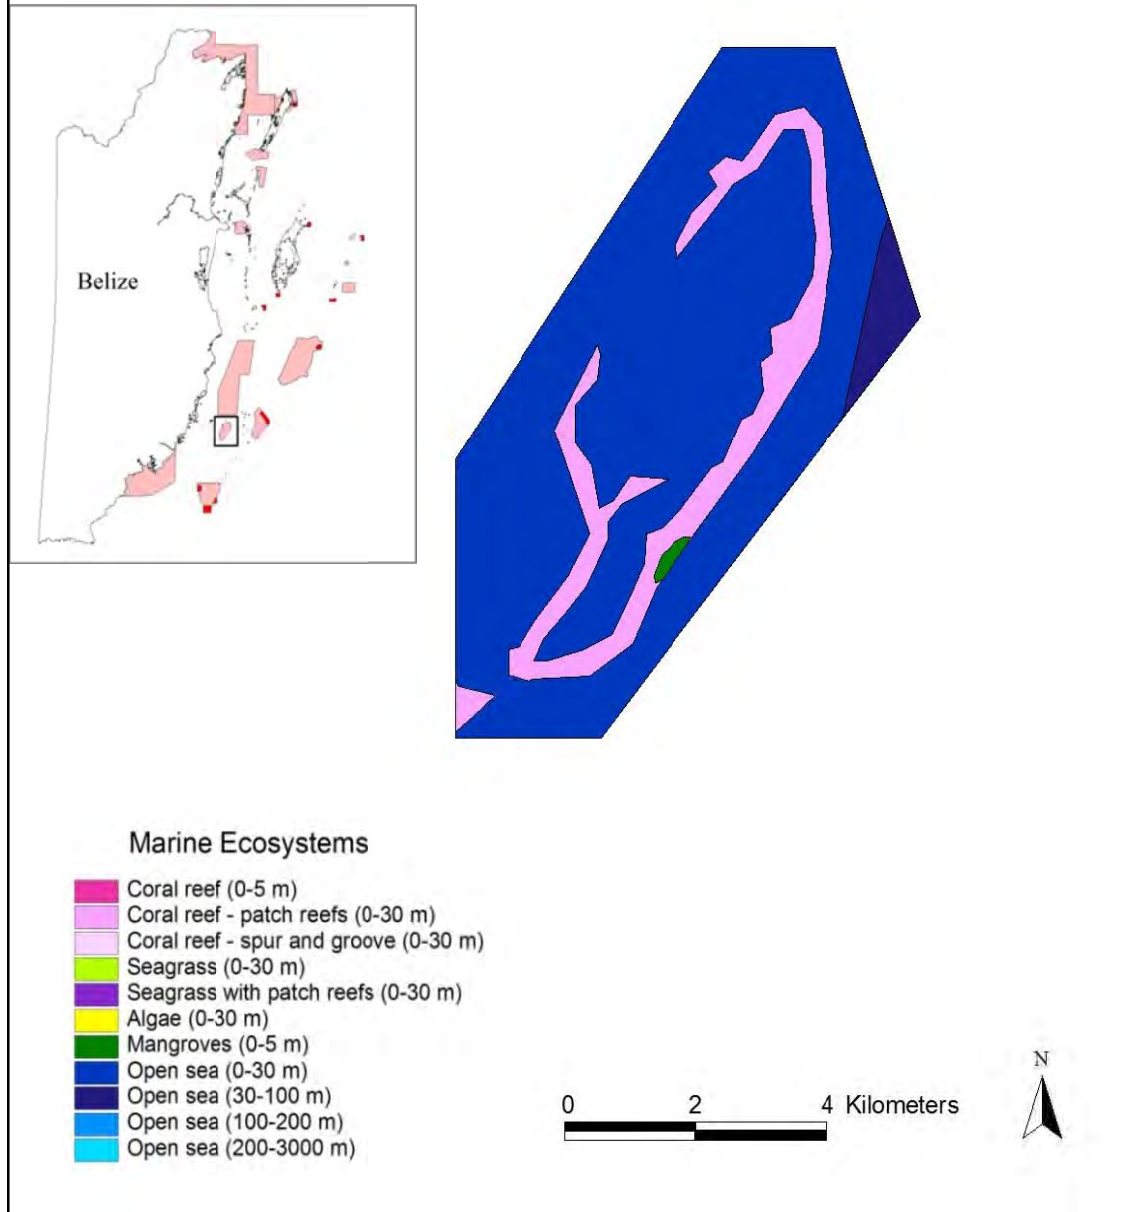 Belize
Marine Ecosystems
Coral reef (0-5 m)
Coral reef - patch reefs (0-30 m)
Coral reef - spur and groove (0-30 m)
Seagrass (0-30 m)
Seagrass with patch reefs (0-30 m)
Algae (0-30 m)
Mangroves (0-5 m)
Open sea (0-30 m)
Open sea (30-100 m)
Open sea (100-200 m)
Open sea (200-3000 m)
0 2 4 Kilometers
N